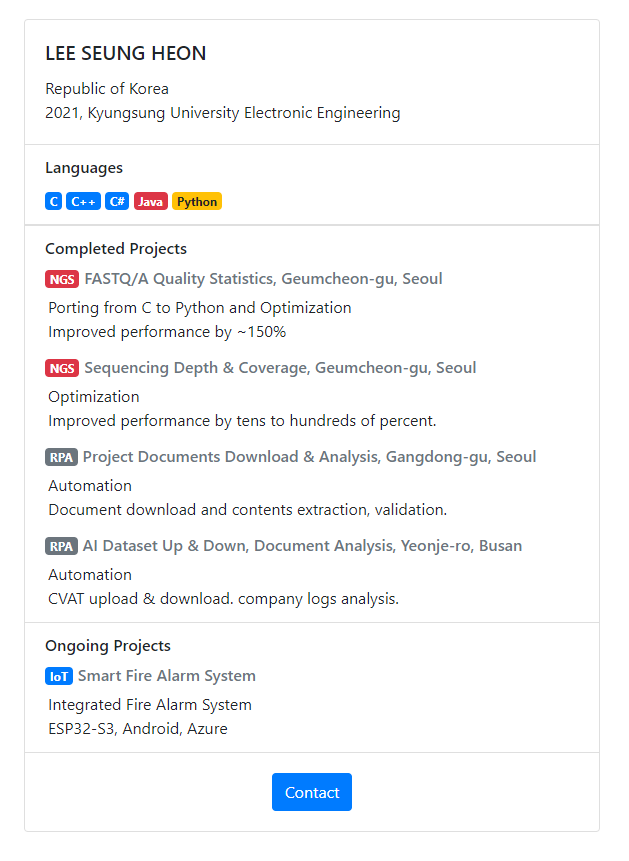 LEE SEUNG HEON
Republic of Korea
2021, Kyungsung University Electronic Engineering
Languages
C C++ C# Java Python
Completed Projects
NGS FASTQ/A Quality Statistics, Geumcheon-gu, Seoul
Porting from C to Python and Optimization
Improved performance by ~150%
NGS Sequencing Depth & Coverage, Geumcheon-gu, Seoul
Optimization
Improved performance by tens to hundreds of percent.
RPA Project Documents Download & Analysis, Gangdong-gu, Seoul
Automation
Document download and contents extraction, validation.
RPA AI Dataset Up & Down, Document Analysis, Yeonje-ro, Busan
Automation
CVAT upload & download. company logs analysis.
Ongoing Projects
IoT Smart Fire Alarm System
Integrated Fire Alarm System
ESP32-S3, Android, Azure
Contact